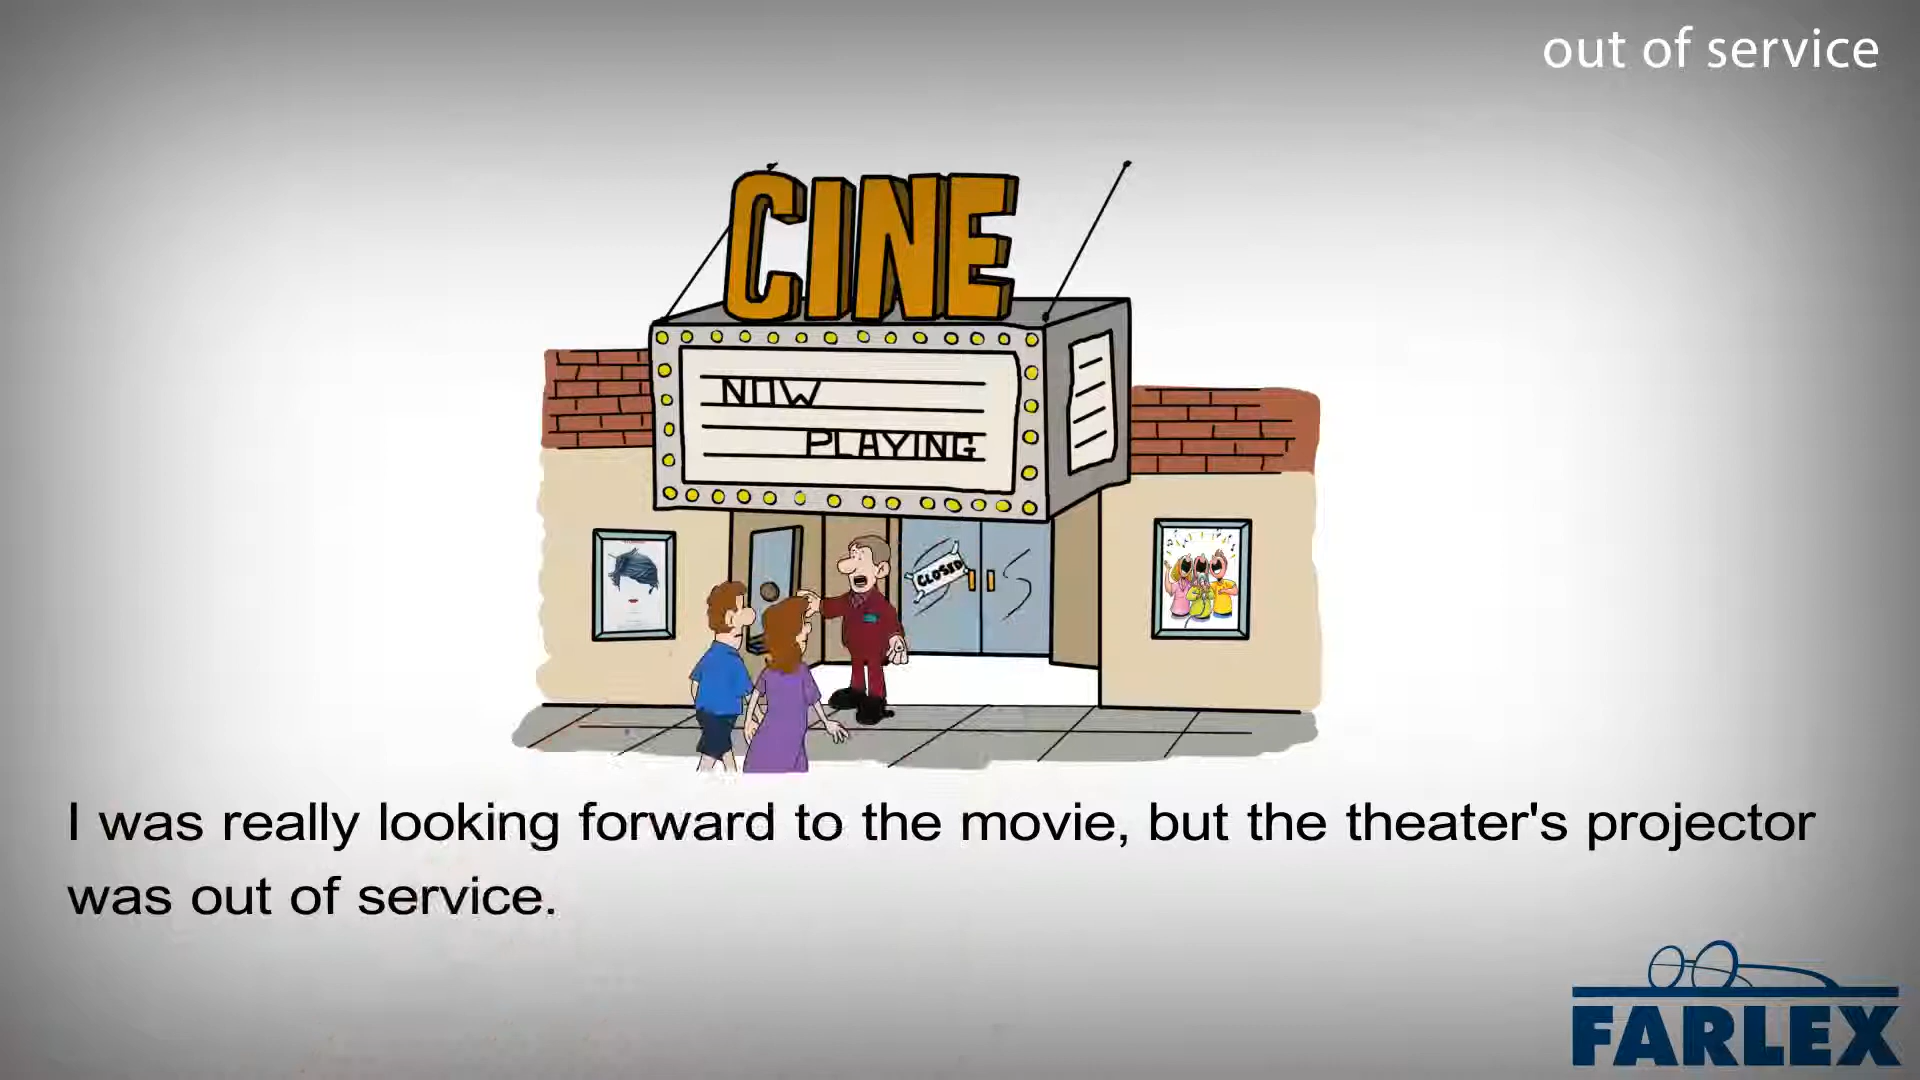 out of service
CINE
NOW
PLAYING
CLOSED
I was really looking forward to the movie, but the theater's projector
was out of service.
FARLEX